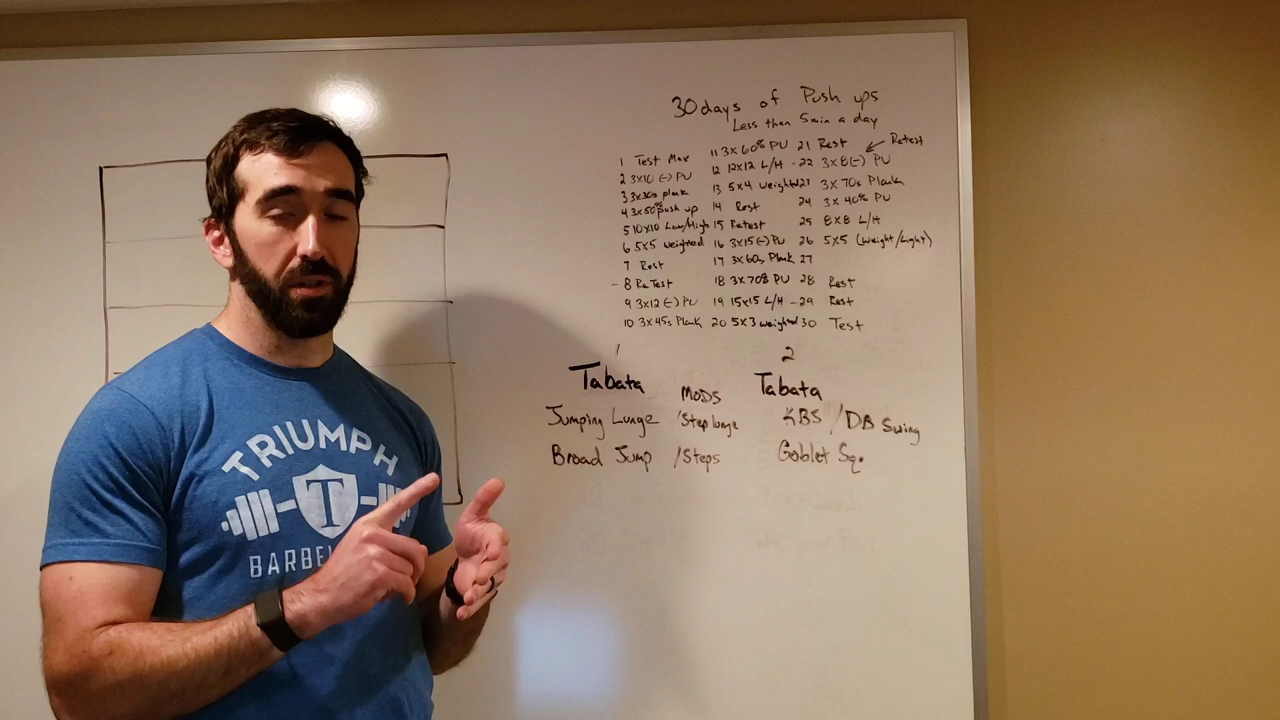 TRIUMPH
T
BARBE
30 days of Push ups
Less than 5min a day
1 Test Max
2 3x10 (-) PU
3 3x30s plank
4 3x50% push up
5 10x10 Low/High
6 5x5 weighted
7 Rest
- 8 ReTest
9 3x12 (-) PU
10 3x45s Plank
11 3x60% PU
12 12x12 L/H
13 5x4 weighted
14 Rest
15 Retest
16 3x15 (-) PU
17 3x60s Plank
18 3x70% PU
19 15x15 L/H
20 5x3 weighted
21 Rest
Retest
- 22 3x8(-) PU
23 3x70s Plank
24 3x40% PU
25 8x8 L/H
26 5x5 (Weight/Light)
27
28 Rest
- 29 Rest
30 Test
1
Tabata
MODS
Jumping Lunge /Step lunge
Broad Jump /Steps
2
Tabata
KBS / DB Swing
Goblet Sq.